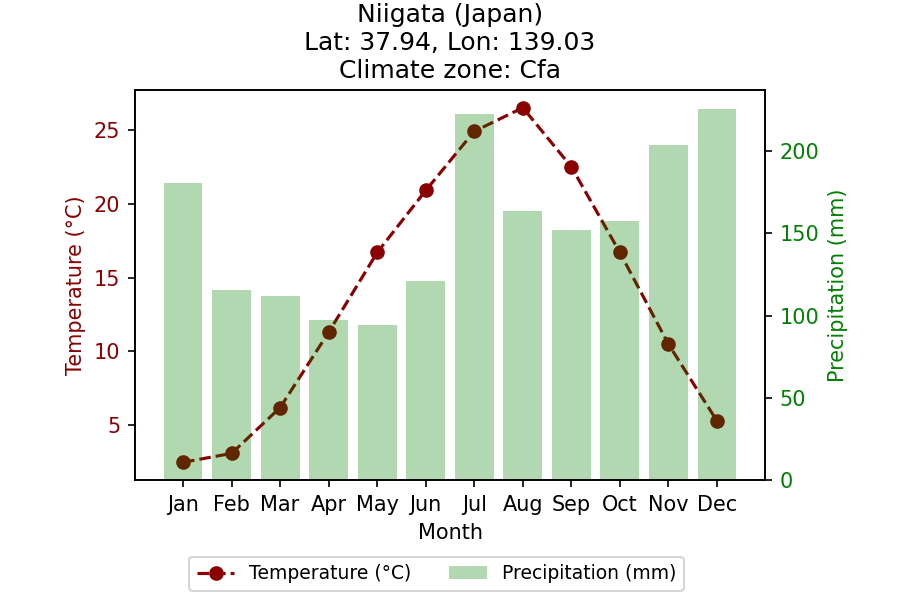 Niigata (Japan)
Lat: 37.94, Lon: 139.03
Climate zone: Cfa
Temperature (°C)
25
20
15
10
5
200
150
100
50
0
Precipitation (mm)
Jan Feb Mar Apr May Jun Jul Aug Sep Oct Nov Dec
Month
Temperature (°C) Precipitation (mm)